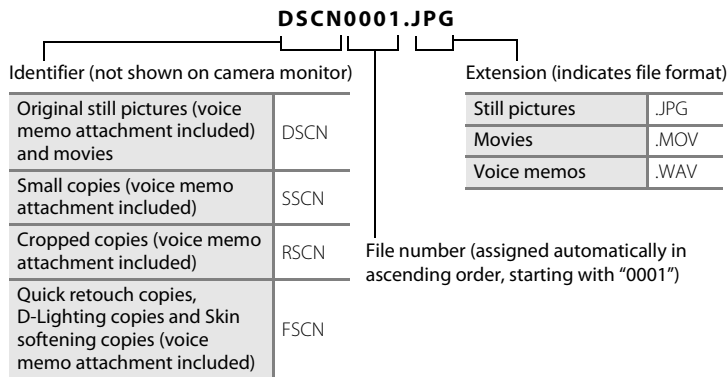 DSCN0001.JPG
Identifier (not shown on camera monitor)
Original still pictures (voice
memo attachment included)
and movies
DSCN
Small copies (voice memo
attachment included)
SSCN
Cropped copies (voice memo
attachment included)
RSCN
Quick retouch copies,
D-Lighting copies and Skin
softening copies (voice
memo attachment included)
FSCN
Extension (indicates file format)
Still pictures .JPG
Movies .MOV
Voice memos .WAV
File number (assigned automatically in
ascending order, starting with “0001”)